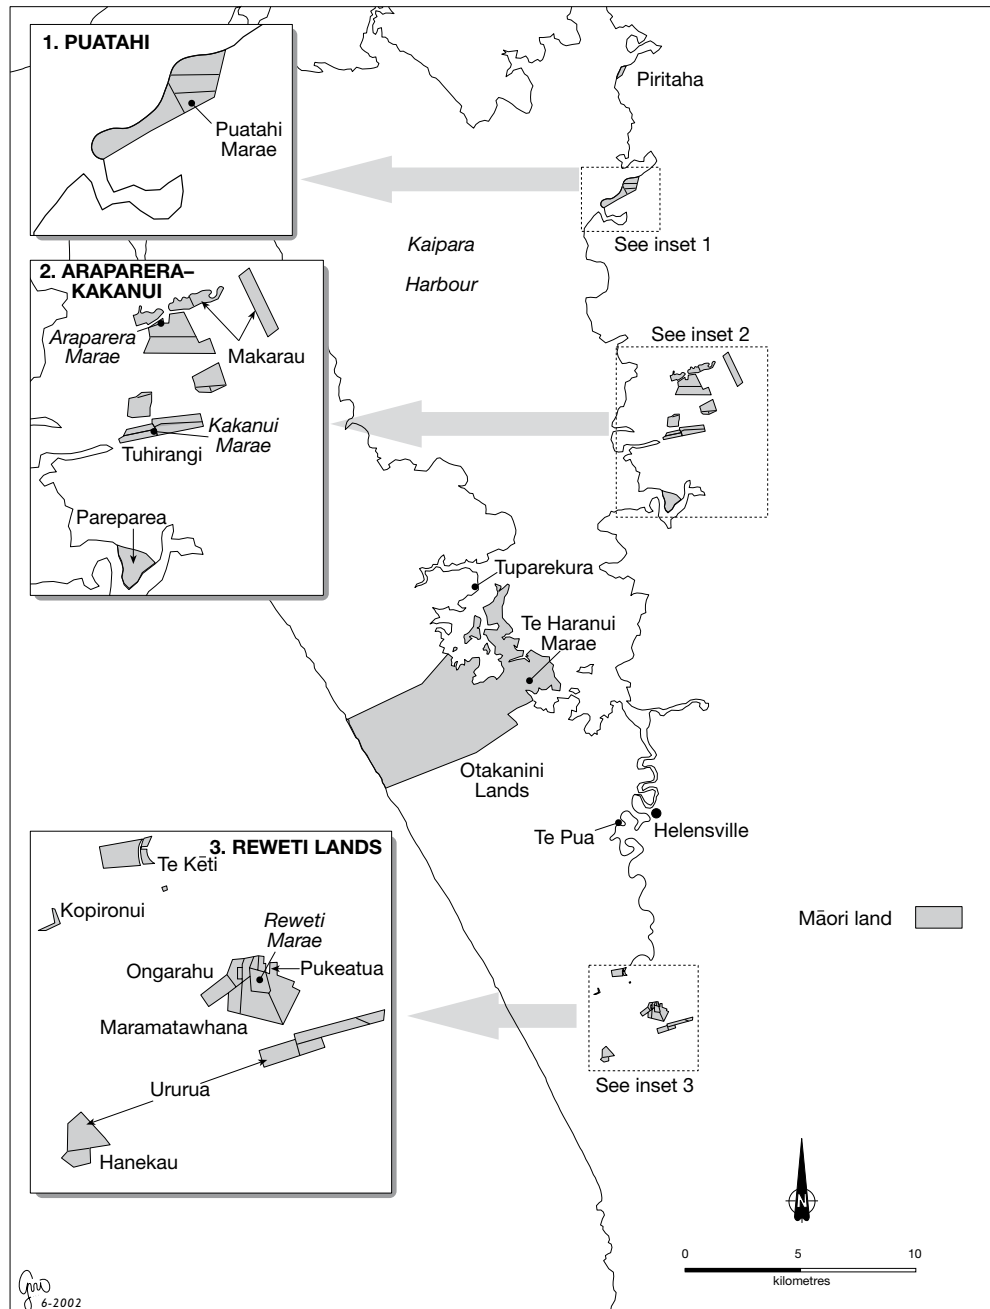 1. PUATAHI
Puatahi
Marae
Piritaha
See inset 1
Kaipara
Harbour
2. ARAPARERA–
KAKANUI
Araparera
Marae
Makarau
Kakanui
Marae
Tuhirangi
Pareparea
See inset 2
Tuparekura
Te Haranui
Marae
Otakanini
Lands
Te Pua
Helensville
3. REWETI LANDS
Te Kēti
Kopironui
Reweti
Marae
Ongarahu
Pukeatua
Maramatawhana
Ururua
Hanekau
See inset 3
Māori land
N
0 5 10
kilometres
6-2002